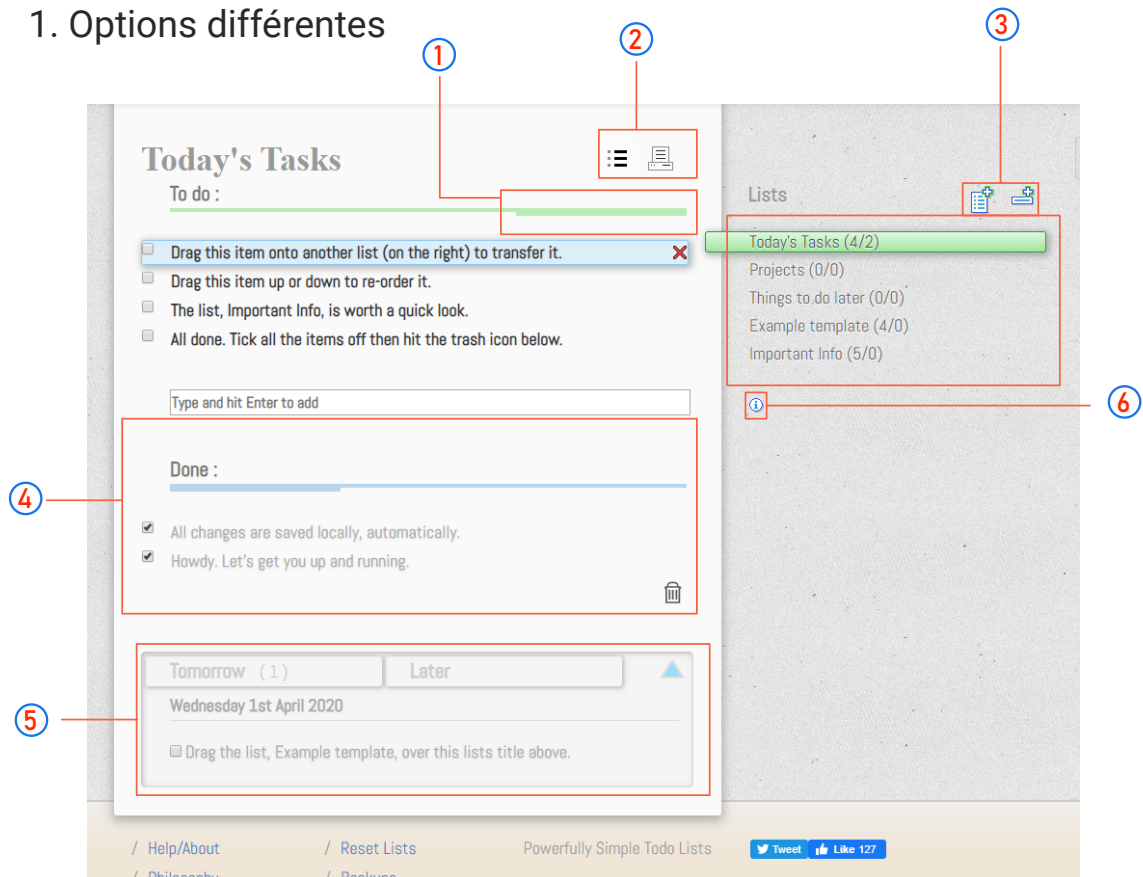 1. Options différentes
1
2
3
Today's Tasks
To do :
Drag this item onto another list (on the right) to transfer it.
Drag this item up or down to re-order it.
The list, Important Info, is worth a quick look.
All done. Tick all the items off then hit the trash icon below.
Type and hit Enter to add
Lists
Today's Tasks (4/2)
Projects (0/0)
Things to do later (0/0)
Example template (4/0)
Important Info (5/0)
6
4
Done :
All changes are saved locally, automatically.
Howdy. Let's get you up and running.
5
Tomorrow (1) Later
Wednesday 1st April 2020
Drag the list, Example template, over this lists title above.
/ Help/About / Reset Lists Powerfully Simple Todo Lists Tweet Like 127
/ Philosophy / Backups